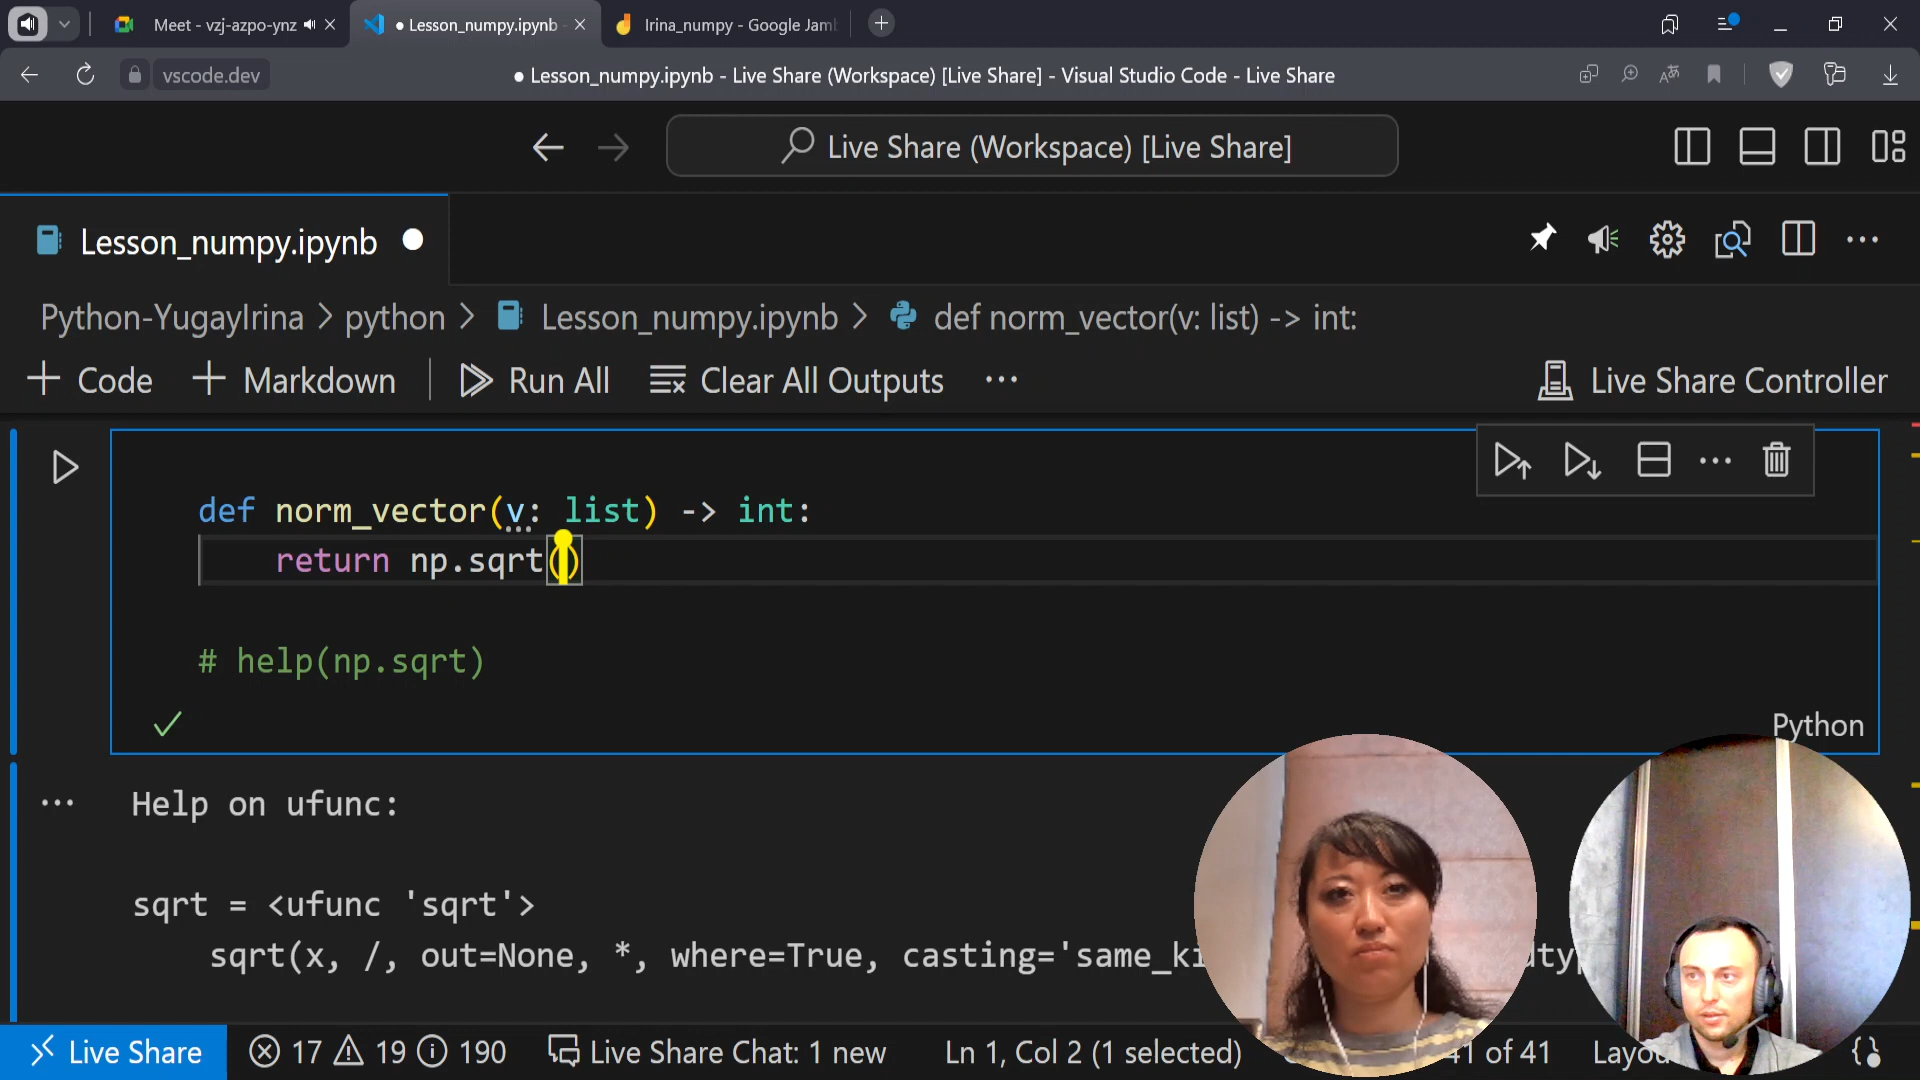 Meet - vzj-azpo-ynz
Lesson_numpy.ipynb
Irina_numpy - Google Jam
vscode.dev
● Lesson_numpy.ipynb - Live Share (Workspace) [Live Share] - Visual Studio Code - Live Share
Live Share (Workspace) [Live Share]
Lesson_numpy.ipynb
Python-YugayIrina > python > Lesson_numpy.ipynb > def norm_vector(v: list) -> int:
+ Code + Markdown Run All Clear All Outputs ... Live Share Controller
def norm_vector(v: list) -> int:
return np.sqrt()
# help(np.sqrt)
Python
Help on ufunc:
sqrt = <ufunc 'sqrt'>
sqrt(x, /, out=None, *, where=True, casting='same_ki
Live Share 17 19 190 Live Share Chat: 1 new Ln 1, Col 2 (1 selected) 41 of 41